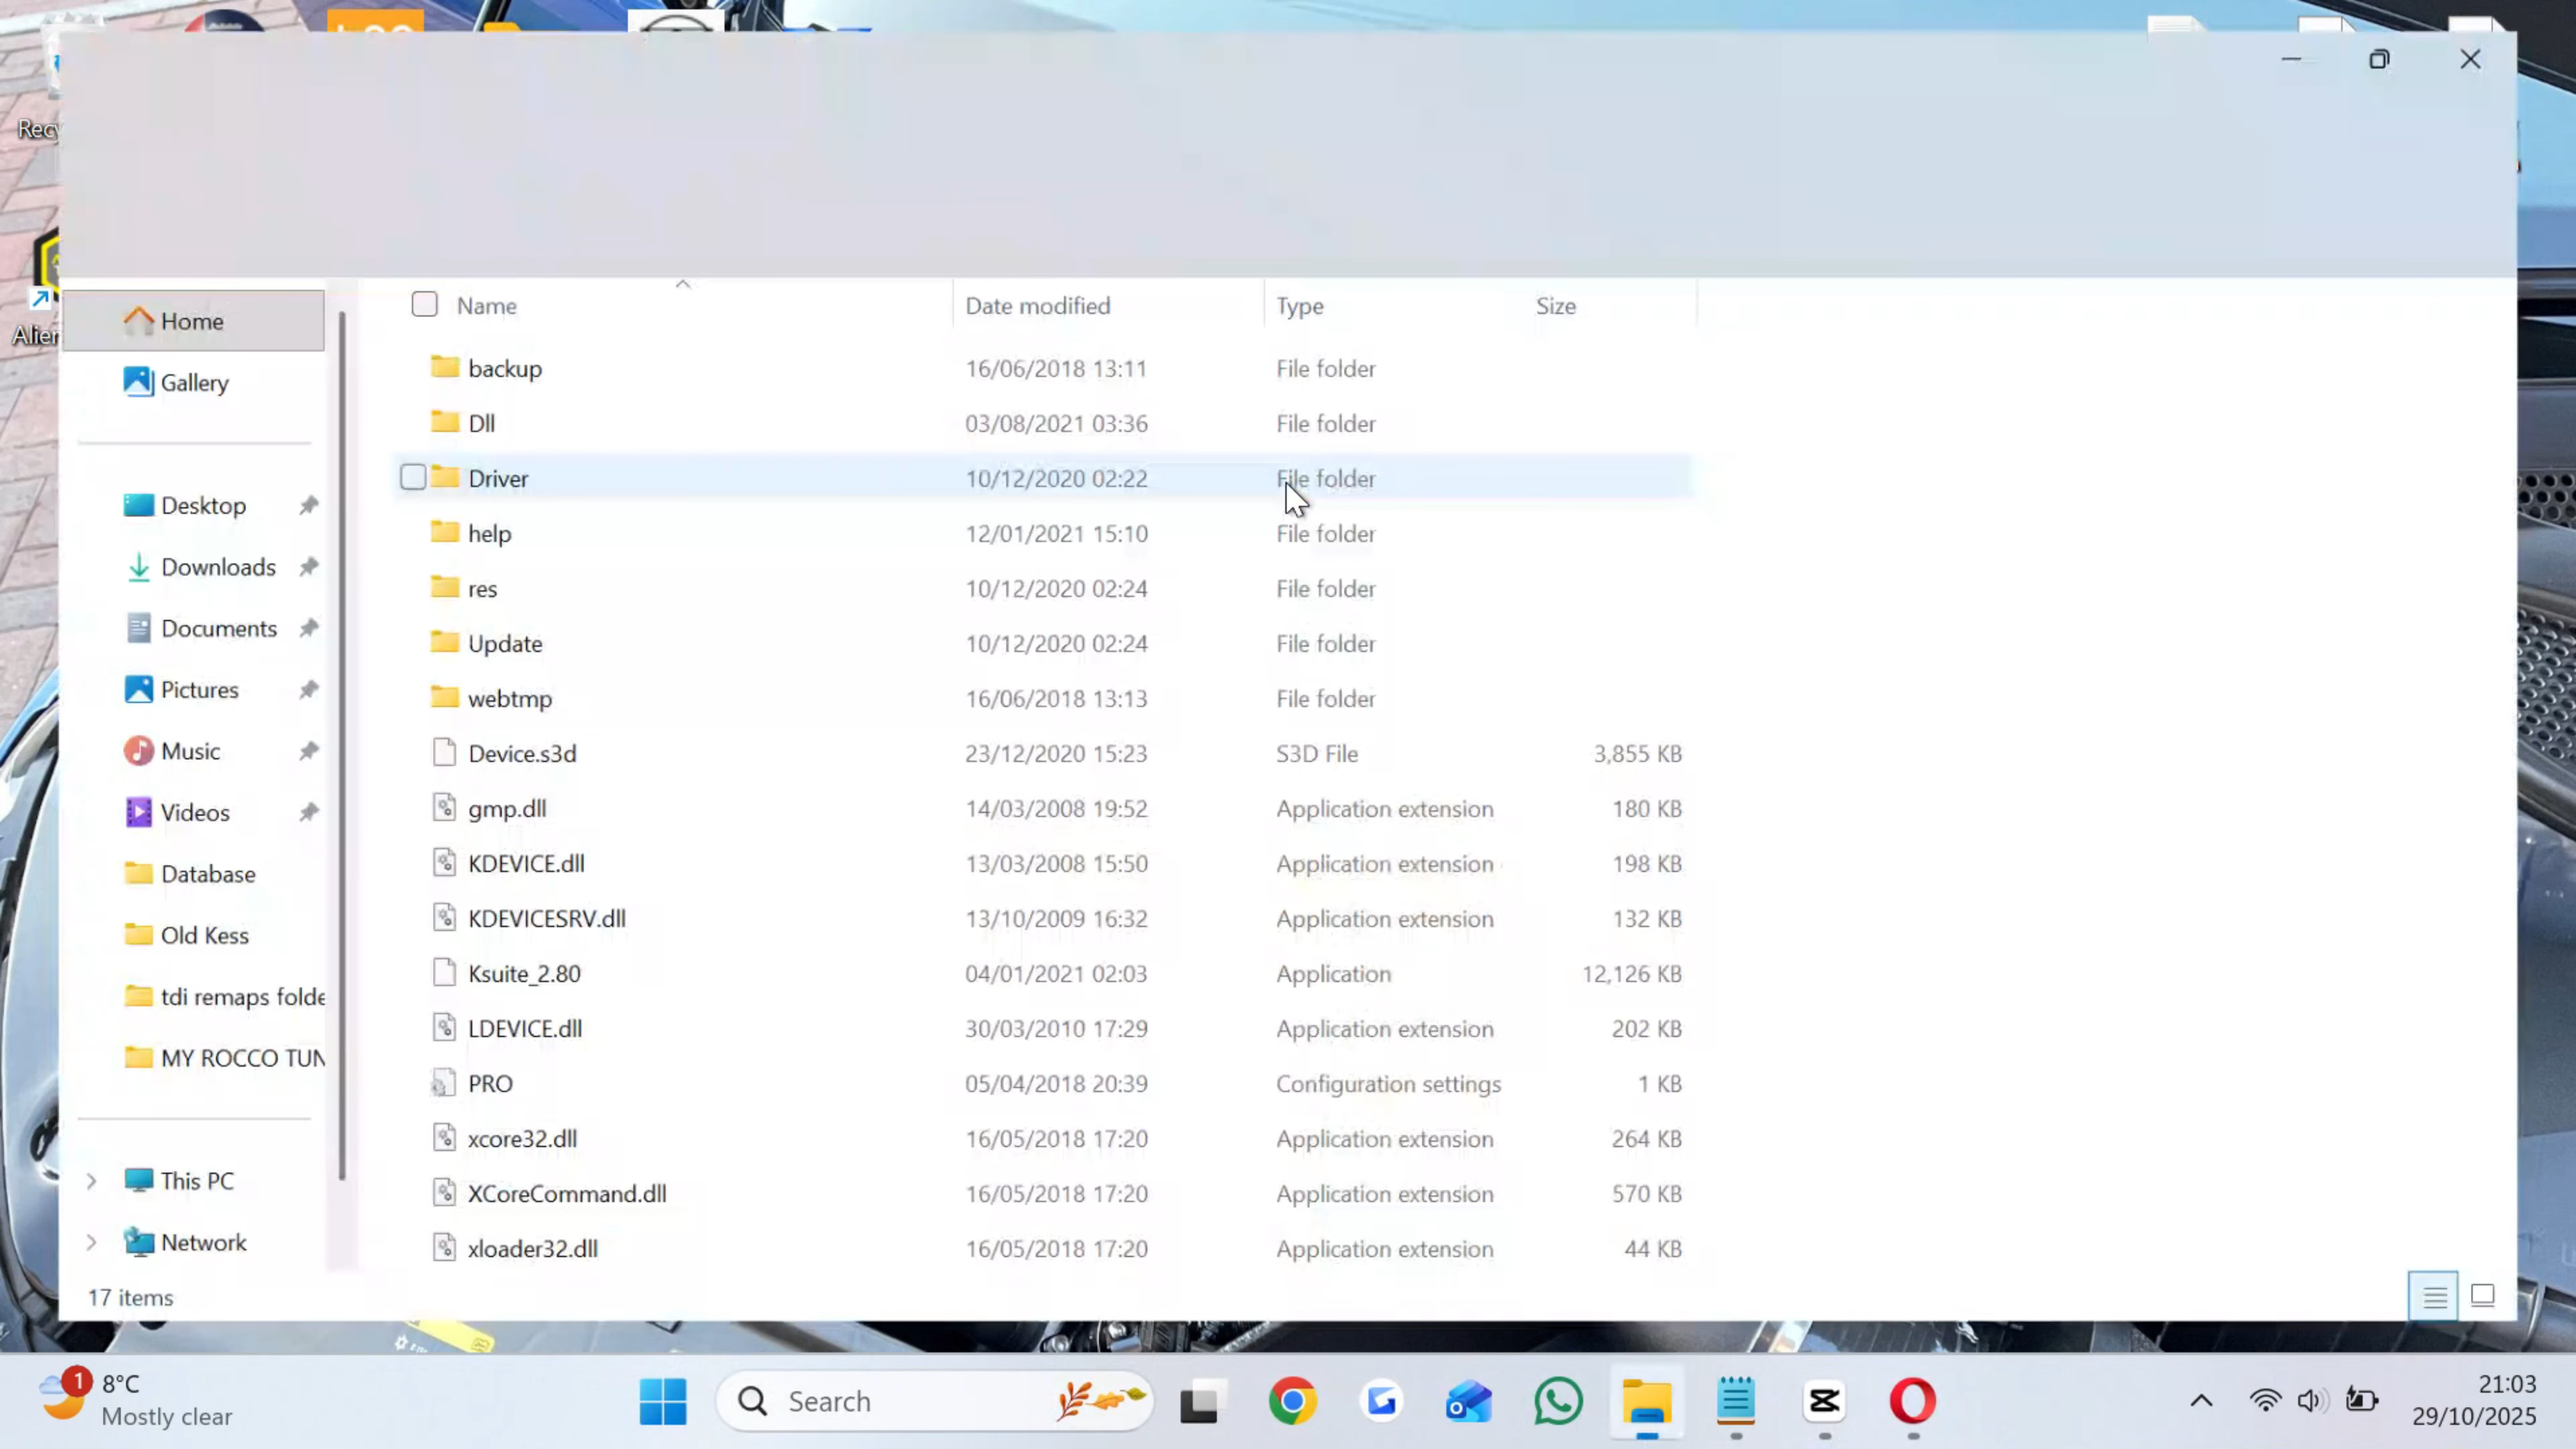 Recy
Alien
Home
Gallery
Desktop
Downloads
Documents
Pictures
Music
Videos
Database
Old Kess
tdi remaps folde
MY ROCCO TUN
This PC
Network
17 items
Name Date modified Type Size
backup 16/06/2018 13:11 File folder
Dll 03/08/2021 03:36 File folder
Driver 10/12/2020 02:22 File folder
help 12/01/2021 15:10 File folder
res 10/12/2020 02:24 File folder
Update 10/12/2020 02:24 File folder
webtmp 16/06/2018 13:13 File folder
Device.s3d 23/12/2020 15:23 S3D File 3,855 KB
gmp.dll 14/03/2008 19:52 Application extension 180 KB
KDEVICE.dll 13/03/2008 15:50 Application extension 198 KB
KDEVICESRV.dll 13/10/2009 16:32 Application extension 132 KB
Ksuite_2.80 04/01/2021 02:03 Application 12,126 KB
LDEVICE.dll 30/03/2010 17:29 Application extension 202 KB
PRO 05/04/2018 20:39 Configuration settings 1 KB
xcore32.dll 16/05/2018 17:20 Application extension 264 KB
XCoreCommand.dll 16/05/2018 17:20 Application extension 570 KB
xloader32.dll 16/05/2018 17:20 Application extension 44 KB
1
8°C
Mostly clear
Search
21:03
29/10/2025